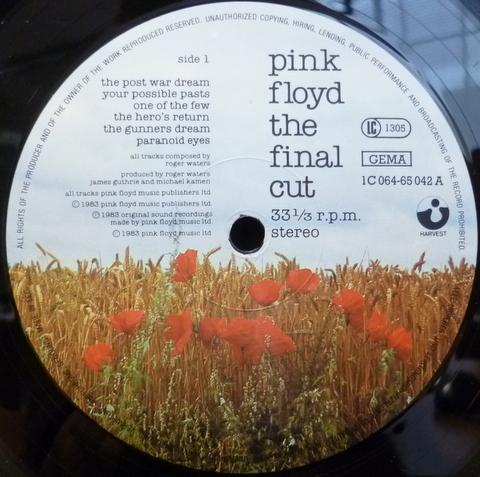 ALL RIGHTS OF THE PRODUCER AND OF THE OWNER OF THE WORK REPRODUCED RESERVED. UNAUTHORIZED COPYING, HIRING, LENDING, PUBLIC PERFORMANCE AND BROADCASTING OF THE RECORD PROHIBITED.
side 1
the post war dream
your possible pasts
one of the few
the hero's return
the gunners dream
paranoid eyes
all tracks composed by
roger waters
produced by roger waters
james guthrie and michael kamen
all tracks pink floyd music publishers ltd
© 1983 pink floyd music publishers ltd
℗ 1983 original sound recordings
made by pink floyd music ltd
© 1983 pink floyd music ltd
pink
floyd
the
final
cut
33 1/3 r.p.m.
stereo
LC 1305
GEMA
1C 064-65 042 A
HARVEST